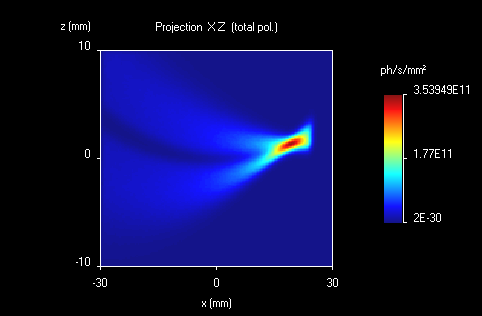 z (mm)
Projection XZ (total pol.)
10
ph/s/mm²
3.53949E11
0
1.77E11
2E-30
-10
-30
0
30
x (mm)